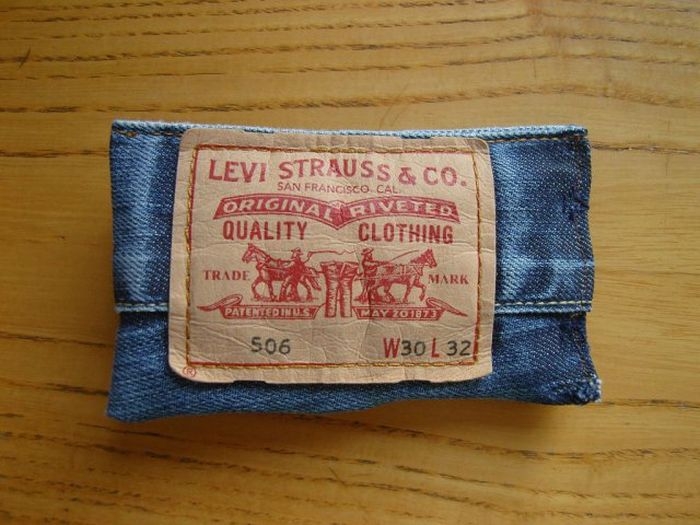 LEVI STRAUSS & CO.
SAN FRANCISCO, CAL.
ORIGINAL RIVETED
QUALITY CLOTHING
TRADE MARK
PATENTED IN U.S. MAY 20 1873
506 W30 L 32
®